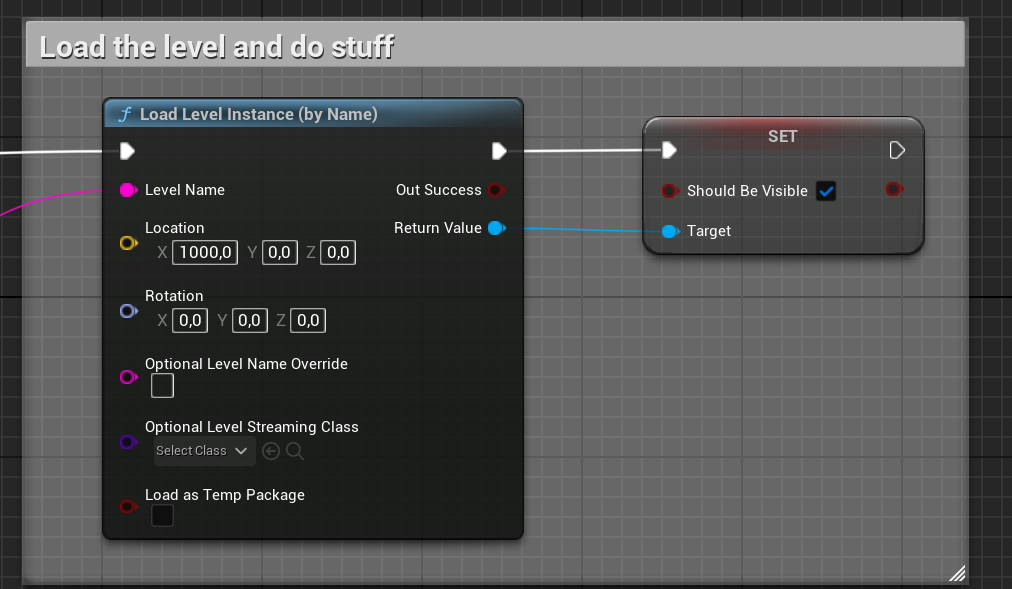 Load the level and do stuff
f Load Level Instance (by Name)
SET
Level Name
Out Success
Should Be Visible
Location
Return Value
Target
X 1000,0 Y 0,0 Z 0,0
Rotation
X 0,0 Y 0,0 Z 0,0
Optional Level Name Override
Optional Level Streaming Class
Select Class
Load as Temp Package